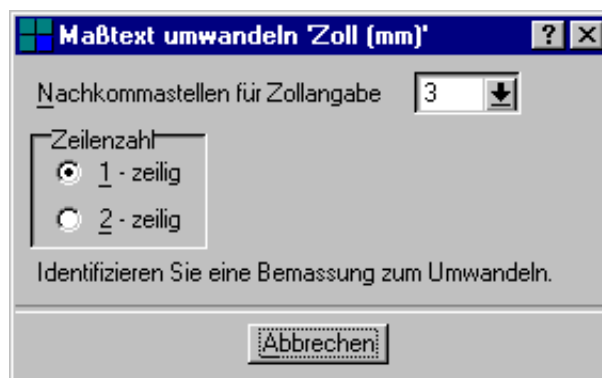 Maßtext umwandeln 'Zoll (mm)'
Nachkommastellen für Zollangabe 3
Zeilenzahl
1 - zeilig
2 - zeilig
Identifizieren Sie eine Bemassung zum Umwandeln.
Abbrechen